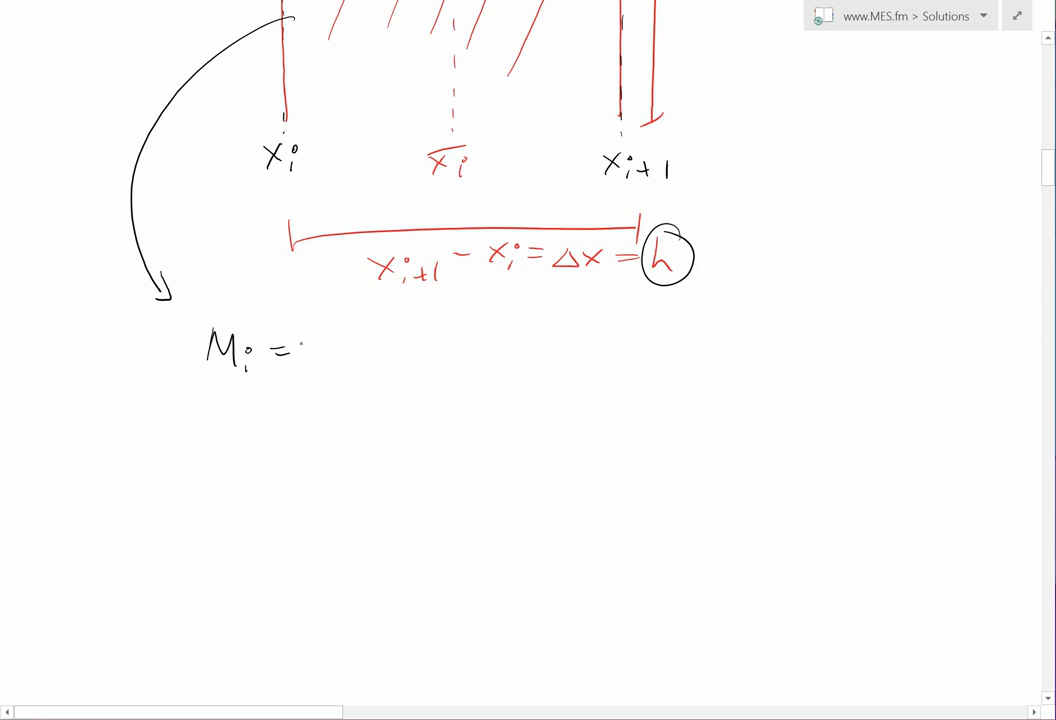 www.MES.fm > Solutions
xᵢ x̅ᵢ xᵢ₊₁
xᵢ₊₁ - xᵢ = Δx = h
Mᵢ =